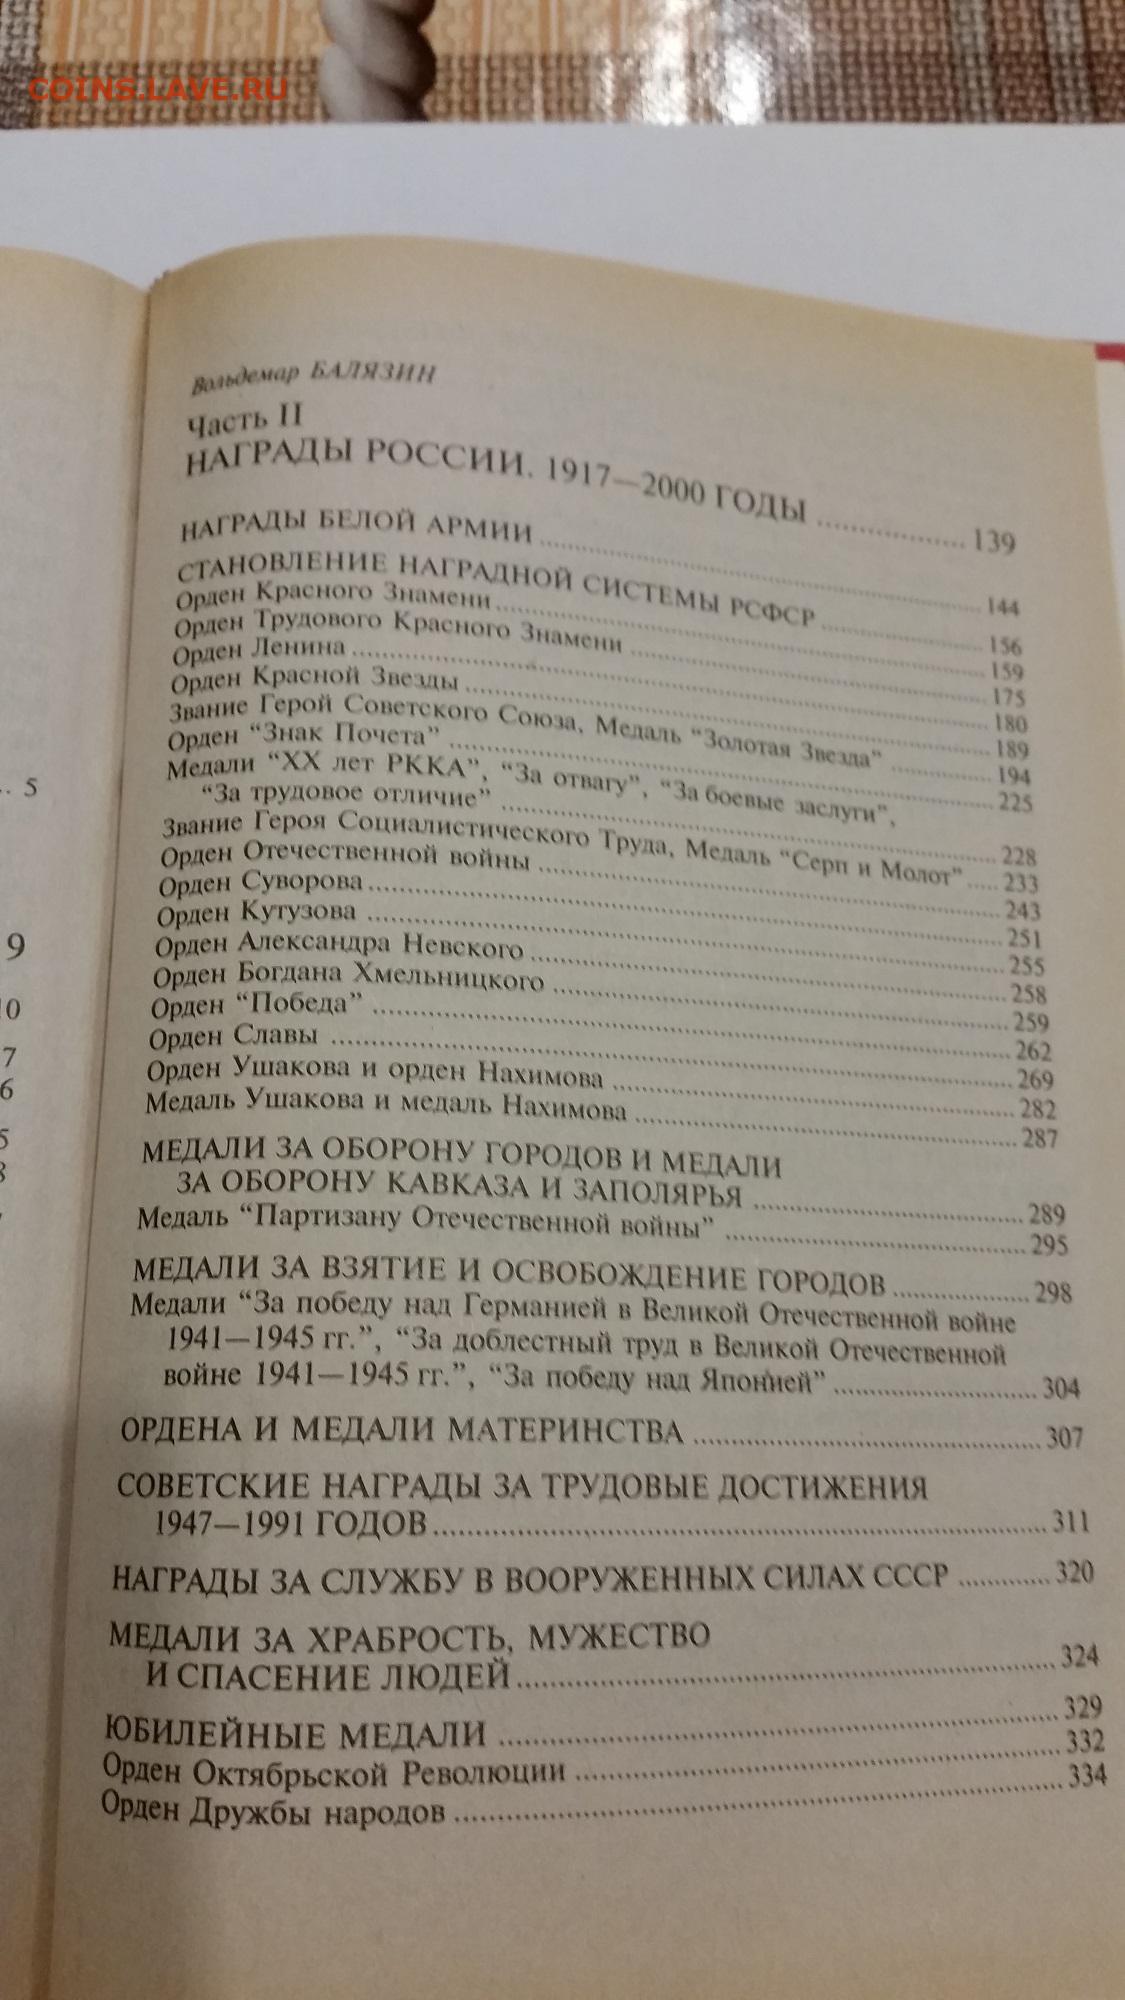 COINS.LAVE.RU
.. 5
9
7
6
5
8
Вольдемар БАЛЯЗИН
Часть II
НАГРАДЫ РОССИИ. 1917—2000 ГОДЫ ........ 139
НАГРАДЫ БЕЛОЙ АРМИИ ........ 144
СТАНОВЛЕНИЕ НАГРАДНОЙ СИСТЕМЫ РСФСР ........ 156
Орден Красного Знамени ........ 159
Орден Трудового Красного Знамени ........ 175
Орден Ленина ........ 180
Орден Красной Звезды ........ 189
Звание Герой Советского Союза, Медаль “Золотая Звезда” ........ 194
Орден “Знак Почета” ........ 225
Медали “XX лет РККА”, “За отвагу”, “За боевые заслуги”,
“За трудовое отличие” ........ 228
Звание Героя Социалистического Труда, Медаль “Серп и Молот” ..... 233
Орден Отечественной войны ........ 243
Орден Суворова ........ 251
Орден Кутузова ........ 255
Орден Александра Невского ........ 258
Орден Богдана Хмельницкого ........ 259
Орден “Победа” ........ 262
Орден Славы ........ 269
Орден Ушакова и орден Нахимова ........ 282
Медаль Ушакова и медаль Нахимова ........ 287
МЕДАЛИ ЗА ОБОРОНУ ГОРОДОВ И МЕДАЛИ
ЗА ОБОРОНУ КАВКАЗА И ЗАПОЛЯРЬЯ ........ 289
Медаль “Партизану Отечественной войны” ........ 295
МЕДАЛИ ЗА ВЗЯТИЕ И ОСВОБОЖДЕНИЕ ГОРОДОВ ........ 298
Медали “За победу над Германией в Великой Отечественной войне
1941—1945 гг.”, “За доблестный труд в Великой Отечественной
войне 1941—1945 гг.”, “За победу над Японией” ........ 304
ОРДЕНА И МЕДАЛИ МАТЕРИНСТВА ........ 307
СОВЕТСКИЕ НАГРАДЫ ЗА ТРУДОВЫЕ ДОСТИЖЕНИЯ
1947—1991 ГОДОВ ........ 311
НАГРАДЫ ЗА СЛУЖБУ В ВООРУЖЕННЫХ СИЛАХ СССР ........ 320
МЕДАЛИ ЗА ХРАБРОСТЬ, МУЖЕСТВО
И СПАСЕНИЕ ЛЮДЕЙ ........ 324
ЮБИЛЕЙНЫЕ МЕДАЛИ ........ 329
Орден Октябрьской Революции ........ 332
Орден Дружбы народов ........ 334